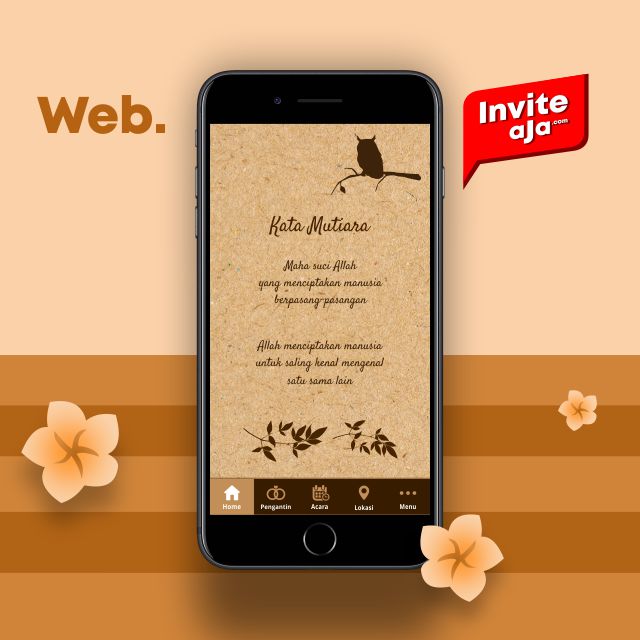 Web.
Invite
aja.com
Kata Mutiara
Maha suci Allah
yang menciptakan manusia
berpasang-pasangan
Allah menciptakan manusia
untuk saling kenal mengenal
satu sama lain
Home Pengantin Acara Lokasi Menu